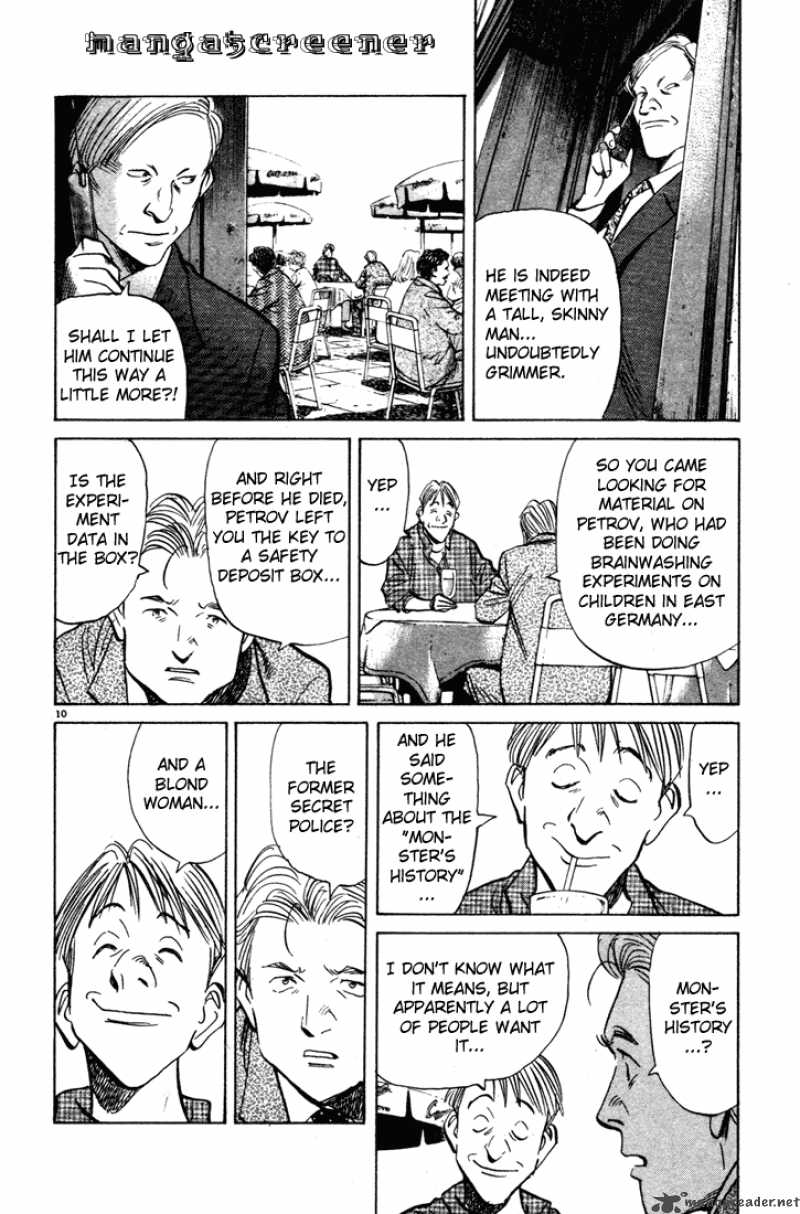 mangascreener
HE IS INDEED
MEETING WITH
A TALL, SKINNY
MAN...
UNDOUBTEDLY
GRIMMER.
SHALL I LET
HIM CONTINUE
THIS WAY A
LITTLE MORE?!
SO YOU CAME
LOOKING FOR
MATERIAL ON
PETROV, WHO HAD
BEEN DOING
BRAINWASHING
EXPERIMENTS ON
CHILDREN IN EAST
GERMANY...
YEP
...
AND RIGHT
BEFORE HE DIED,
PETROV LEFT
YOU THE KEY TO
A SAFETY
DEPOSIT BOX...
IS THE
EXPERI-
MENT
DATA IN
THE BOX?
10
YEP
...
AND HE
SAID
SOME-
THING
ABOUT THE
"MON-
STER'S
HISTORY"
...
MON-
STER'S
HISTORY
...?
I DON'T KNOW WHAT
IT MEANS, BUT
APPARENTLY A LOT
OF PEOPLE WANT
IT...
THE
FORMER
SECRET
POLICE?
AND A
BLOND
WOMAN...